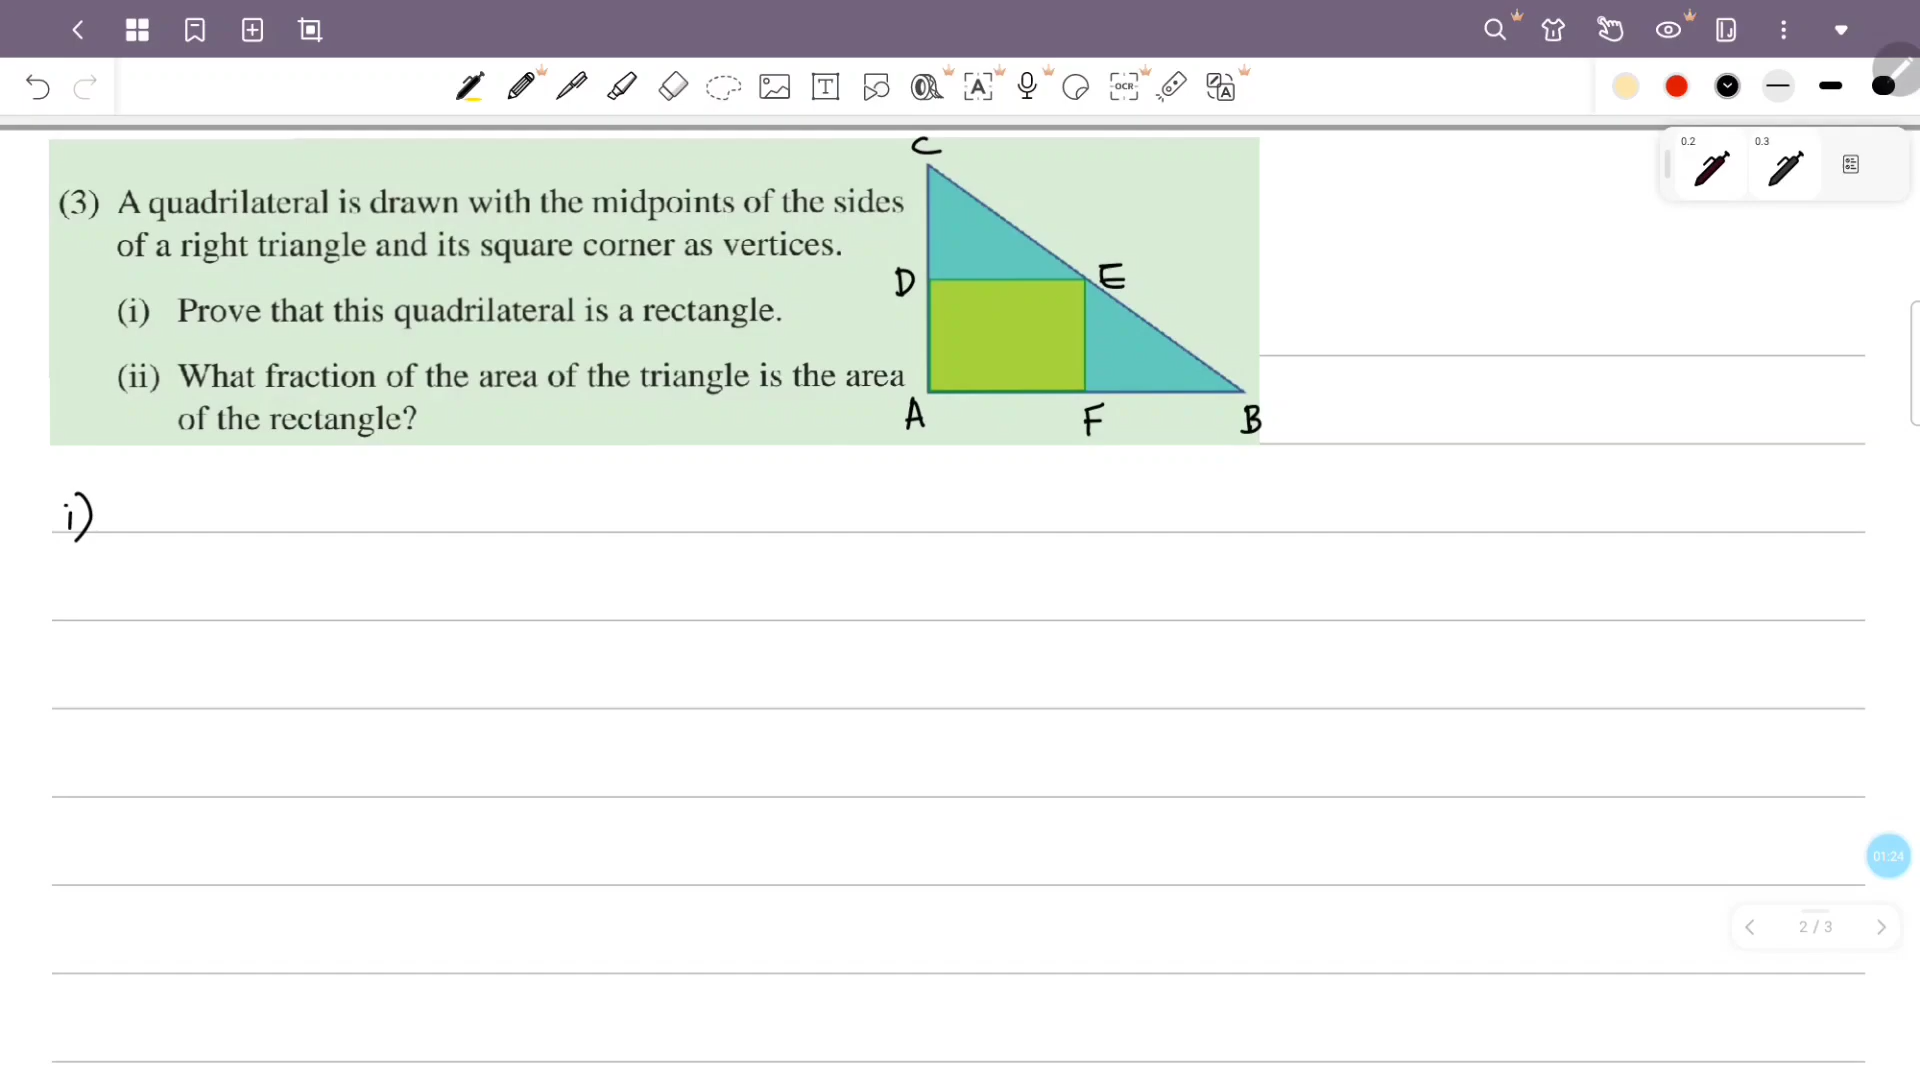 0.2 0.3
C
(3) A quadrilateral is drawn with the midpoints of the sides
of a right triangle and its square corner as vertices.
D E
(i) Prove that this quadrilateral is a rectangle.
(ii) What fraction of the area of the triangle is the area
of the rectangle?
A F B
i)
01:24
2 / 3